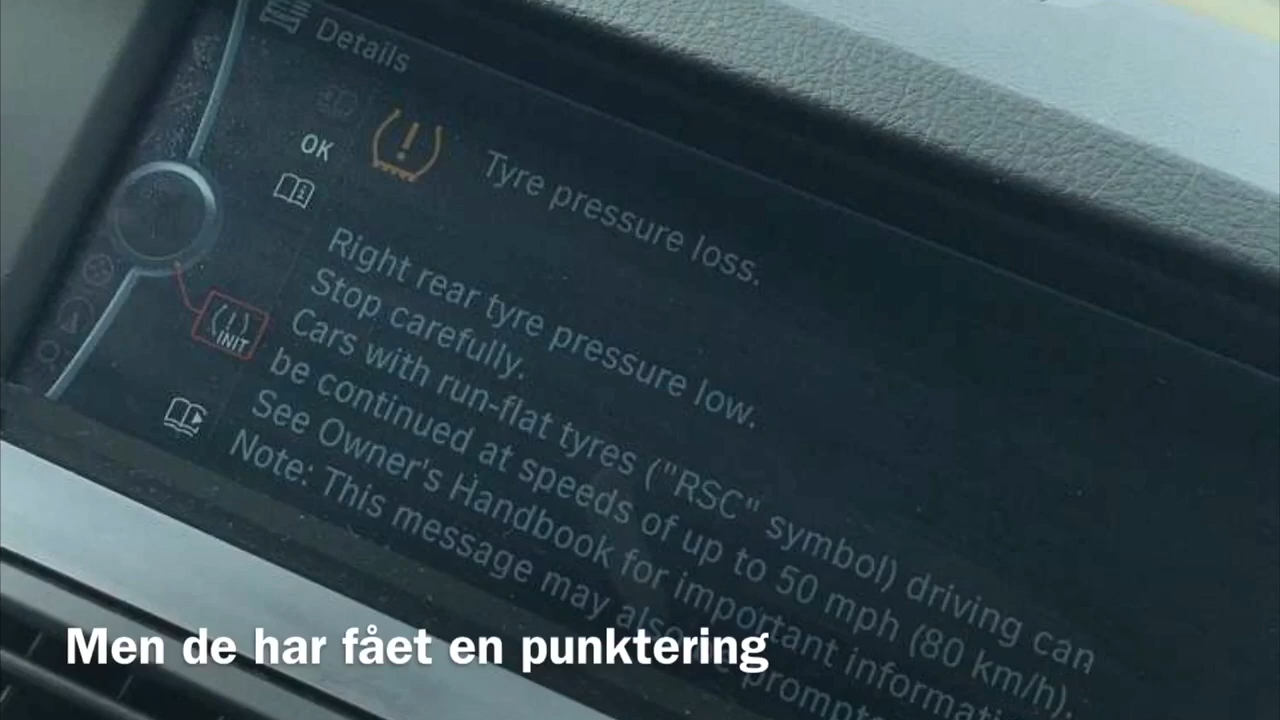 Details
OK
Tyre pressure loss.
Right rear tyre pressure low.
Stop carefully.
Cars with run-flat tyres ("RSC" symbol) driving can
be continued at speeds of up to 50 mph (80 km/h).
See Owner's Handbook for important
Note: This message may also
INIT
Men de har fået en punktering